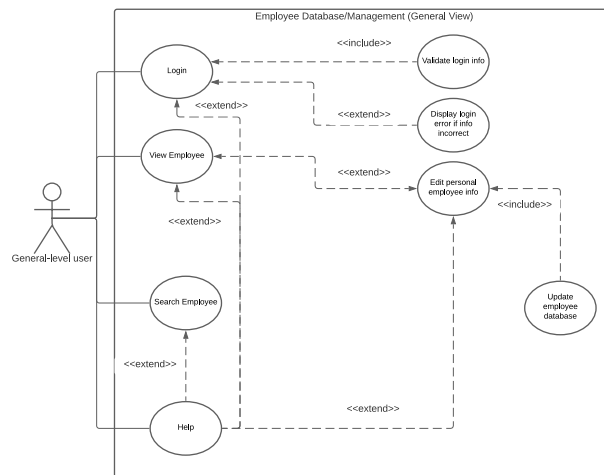 Employee Database/Management (General View)
<<include>>
Login
Validate login info
<<extend>>
<<extend>>
Display login
error if info
incorrect
View Employee
<<extend>>
Edit personal
employee info
<<extend>>
<<include>>
General-level user
Search Employee
Update
employee
database
<<extend>>
<<extend>>
Help